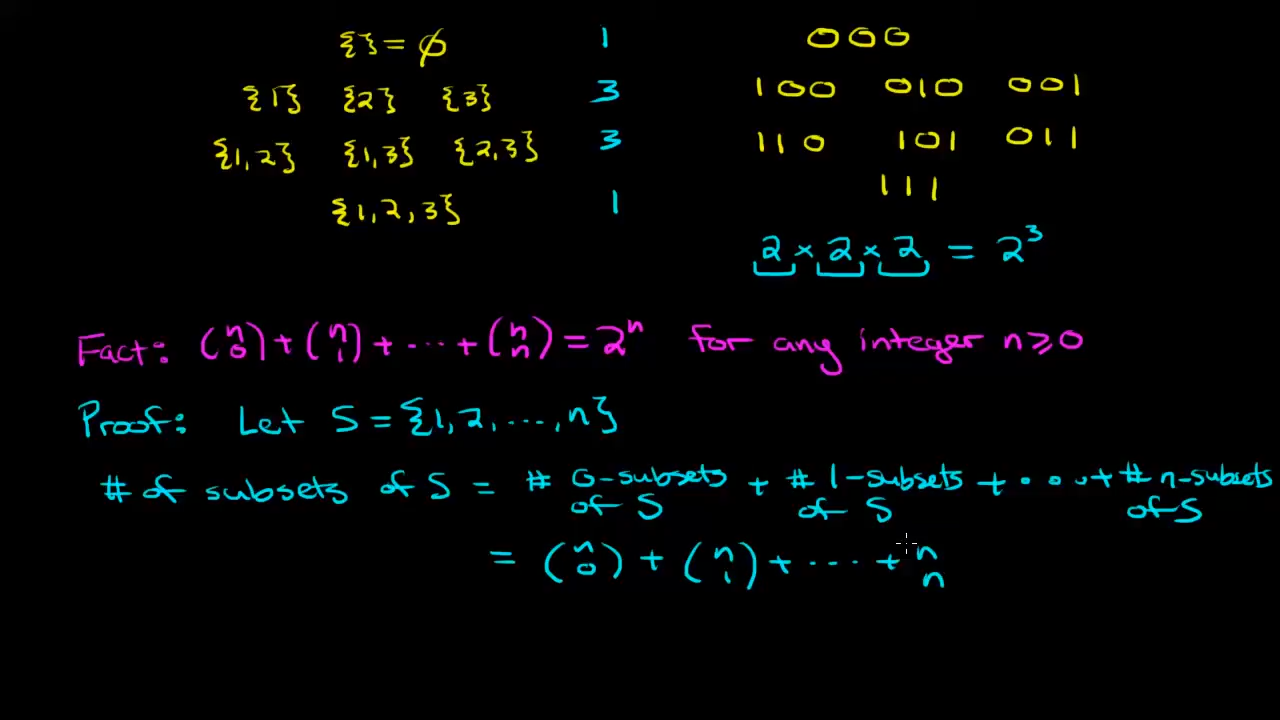 {} = ∅ 1 000
{1} {2} {3} 3 100 010 001
{1,2} {1,3} {2,3} 3 110 101 011
{1,2,3} 1 111
2 × 2 × 2 = 2³
Fact: (n 0) + (n 1) + ... + (n n) = 2ⁿ for any integer n ≥ 0
Proof: Let S = {1, 2, ..., n}
# of subsets of S = # 0-subsets of S + # 1-subsets of S + ... + # n-subsets of S
= (n 0) + (n 1) + ... + n n